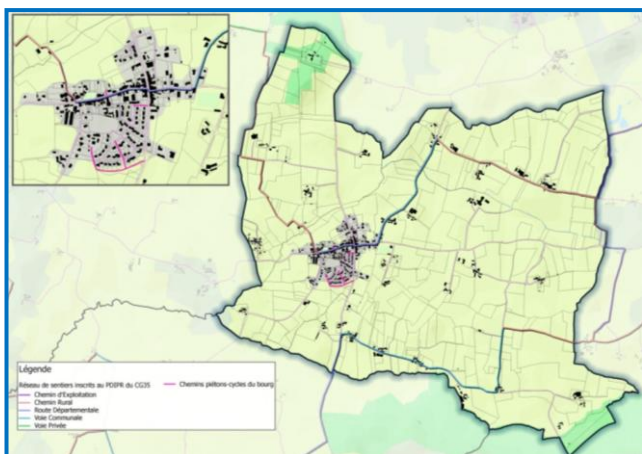 Légende
Réseau de sentiers inscrits au PDIPR du CG35
Chemin d'Exploitation
Chemin Rural
Route Départementale
Voie Communale
Voie Privée
Chemins piétons-cycles du bourg